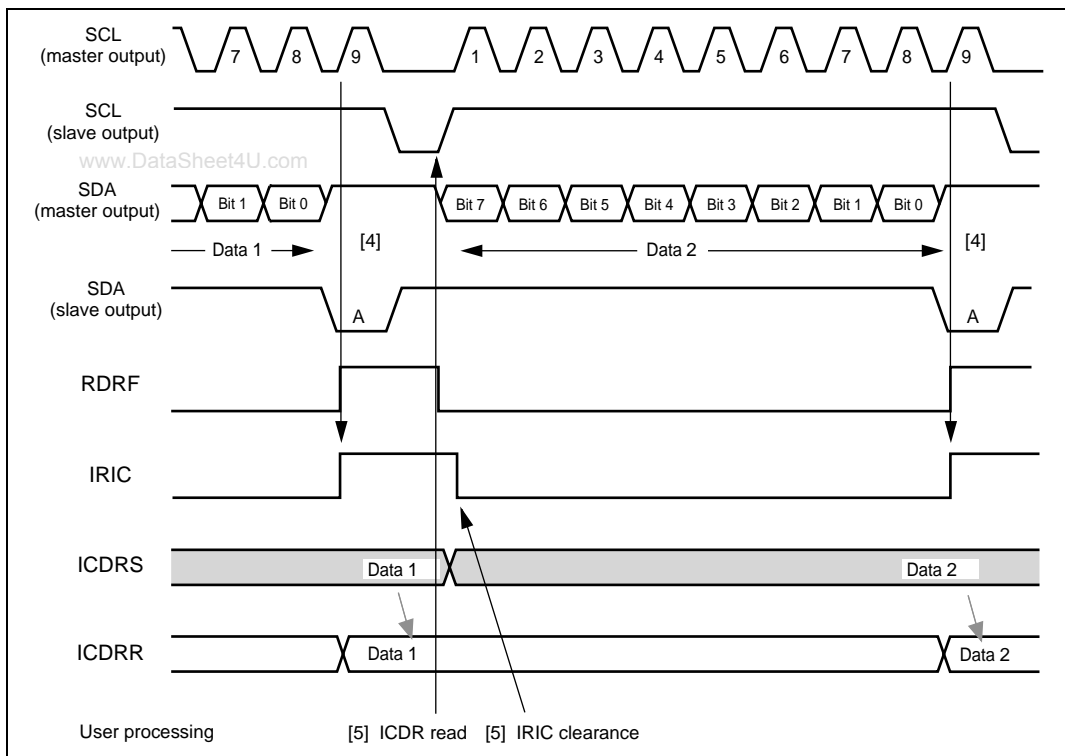 SCL
(master output)
7 8 9 1 2 3 4 5 6 7 8 9
SCL
(slave output)
www.DataSheet4U.com
SDA
(master output)
Bit 1 Bit 0 Bit 7 Bit 6 Bit 5 Bit 4 Bit 3 Bit 2 Bit 1 Bit 0
Data 1 [4] Data 2 [4]
SDA
(slave output)
A A
RDRF
IRIC
ICDRS
Data 1 Data 2
ICDRR
Data 1 Data 2
User processing [5] ICDR read [5] IRIC clearance